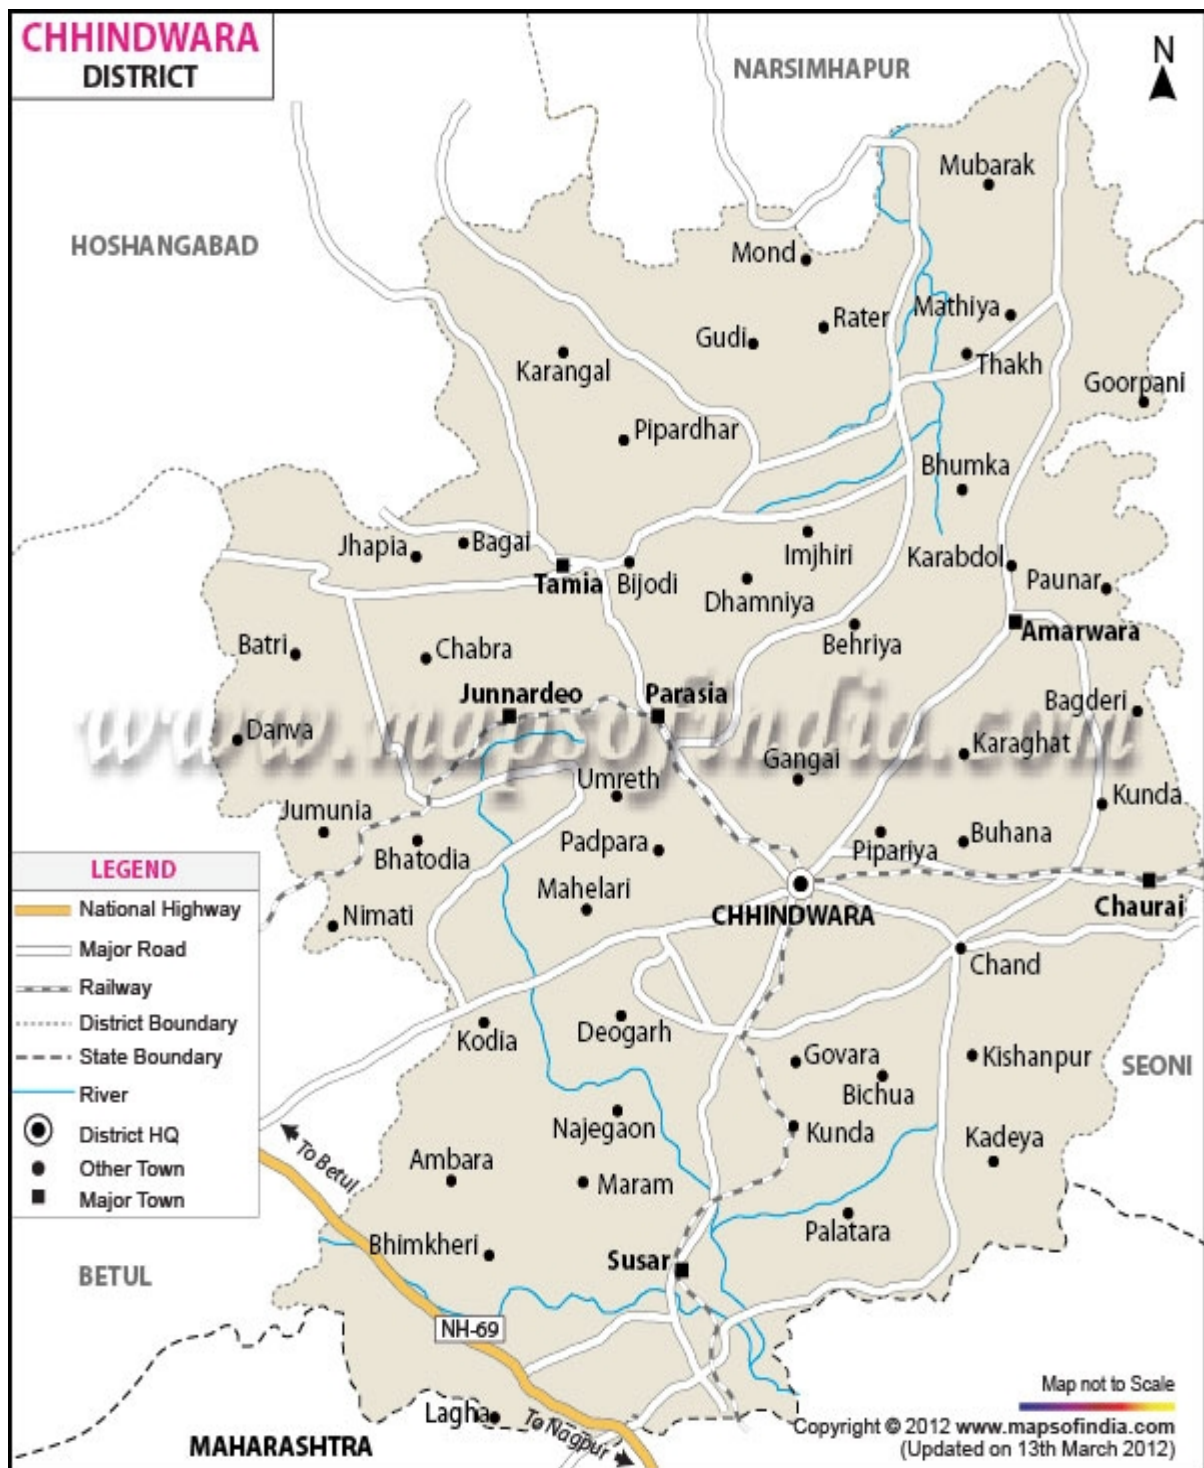 CHHINDWARA
DISTRICT
NARSIMHAPUR
N
Mubarak
HOSHANGABAD
Mond
Mathiya
Rater
Gudi
Thakh
Karangal
Goorpani
Pipardhar
Bhumka
Jhapia
Bagai
Imjhiri
Karabdol
Tamia
Bijodi
Dhamniya
Paunar
Amarwara
Behriya
Batri
Chabra
Junnardeo
Parasia
Bagderi
www.mapsofindia.com
Danva
Karaghat
Gangai
Umreth
Kunda
Jumunia
Buhana
Padpara
Pipariya
Bhatodia
Mahelari
Nimati
CHHINDWARA
Chaurai
Chand
LEGEND
National Highway
Major Road
Railway
District Boundary
State Boundary
River
District HQ
Other Town
Major Town
Kodia
Deogarh
Govara
Kishanpur
SEONI
Bichua
Najegaon
Kunda
Kadeya
To Betul
Ambara
Maram
Palatara
Bhimkheri
Susar
BETUL
NH-69
Lagha
To Nagpur
MAHARASHTRA
Map not to Scale
Copyright © 2012 www.mapsofindia.com
(Updated on 13th March 2012)